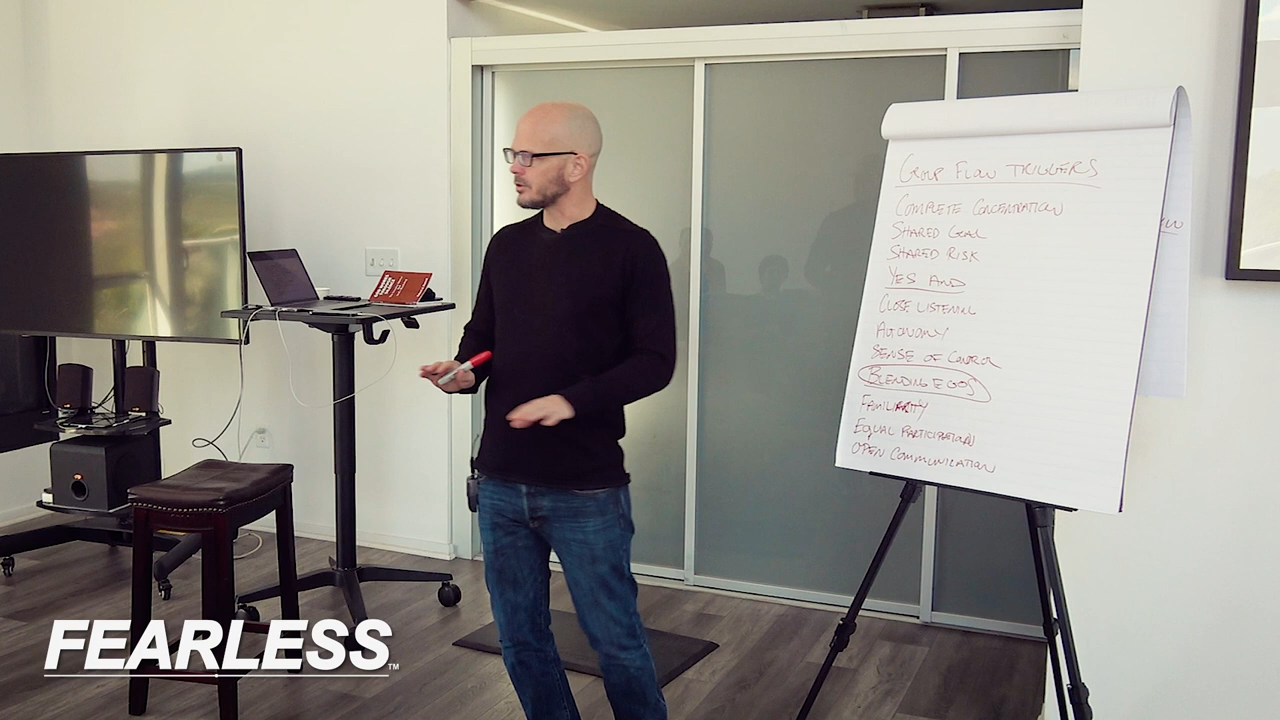 GROUP FLOW TRIGGERS
COMPLETE CONCENTRATION
SHARED GOAL
SHARED RISK
YES AND
CLOSE LISTENING
AUTONOMY
SENSE OF CONTROL
BLENDING EGOS
FAMILIARITY
EQUAL PARTICIPATION
OPEN COMMUNICATION
FEARLESS™